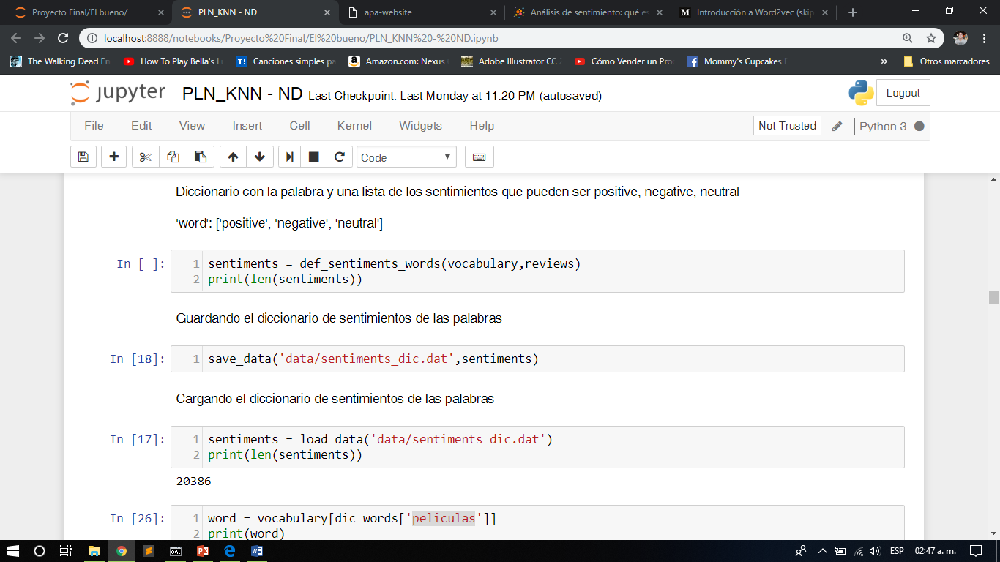 Proyecto Final/El bueno/
PLN_KNN - ND
apa-website
Análisis de sentimiento: qué es
Introducción a Word2vec (skip
localhost:8888/notebooks/Proyecto%20Final/El%20bueno/PLN_KNN%20-%20ND.ipynb
The Walking Dead En
How To Play Bella's Lu
T!
Canciones simples pa
Amazon.com: Nexus
Adobe Illustrator CC 2
Cómo Vender un Pro
Mommy's Cupcakes E
»
Otros marcadores
jupyter
PLN_KNN - ND Last Checkpoint: Last Monday at 11:20 PM (autosaved)
Logout
File Edit View Insert Cell Kernel Widgets Help
Not Trusted
Python 3
Code
Diccionario con la palabra y una lista de los sentimientos que pueden ser positive, negative, neutral
'word': ['positive', 'negative', 'neutral']
In [ ]:
1 sentiments = def_sentiments_words(vocabulary,reviews)
2 print(len(sentiments))
Guardando el diccionario de sentimientos de las palabras
In [18]:
1 save_data('data/sentiments_dic.dat',sentiments)
Cargando el diccionario de sentimientos de las palabras
In [17]:
1 sentiments = load_data('data/sentiments_dic.dat')
2 print(len(sentiments))
20386
In [26]:
1 word = vocabulary[dic_words['peliculas']]
2 print(word)
ESP
02:47 a. m.